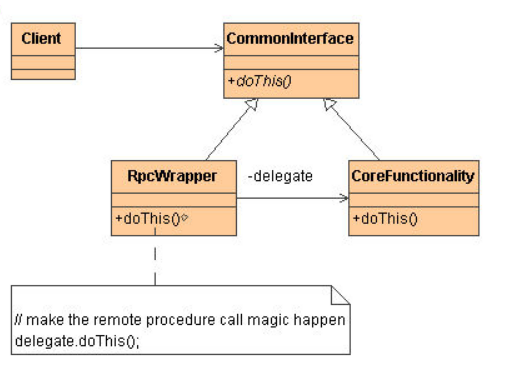 Client
CommonInterface
+doThis()
RpcWrapper
-delegate
CoreFunctionality
+doThis()
+doThis()
// make the remote procedure call magic happen
delegate.doThis();